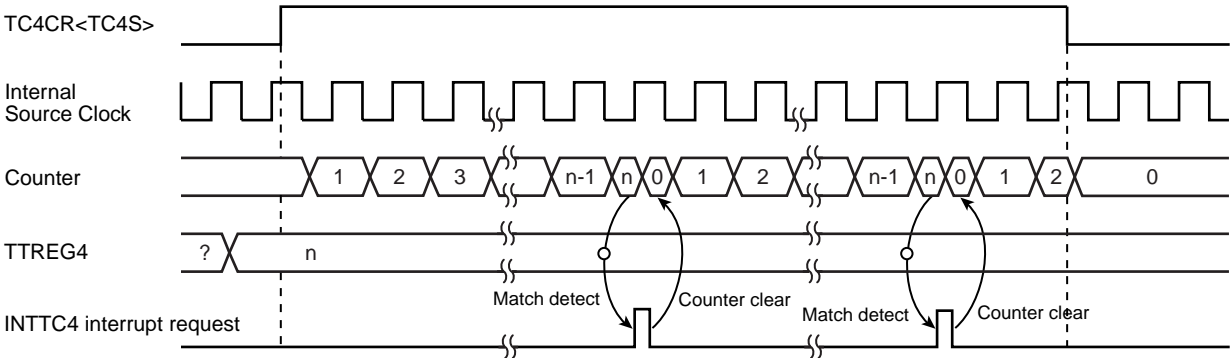 TC4CR<TC4S>
Internal
Source Clock
Counter
1 2 3 n-1 n 0 1 2 n-1 n 0 1 2 0
TTREG4
? n
Match detect Counter clear Match detect Counter clear
INTTC4 interrupt request